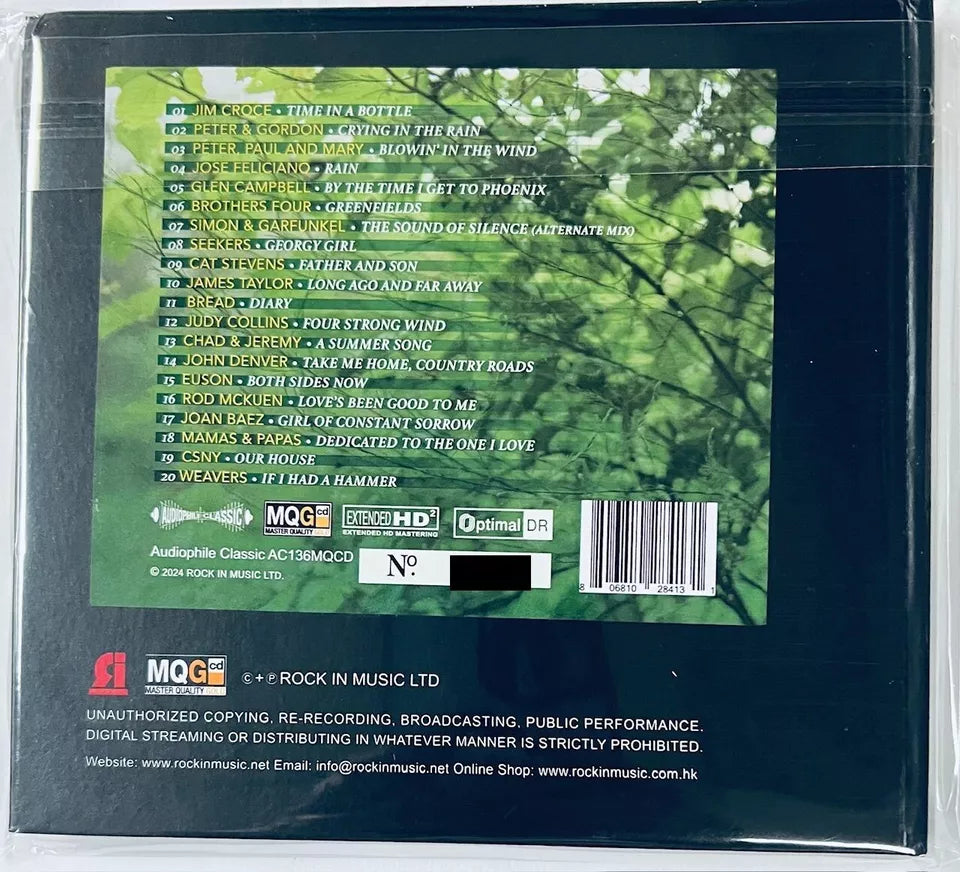 01 JIM CROCE • TIME IN A BOTTLE
02 PETER & GORDON • CRYING IN THE RAIN
03 PETER, PAUL AND MARY • BLOWIN' IN THE WIND
04 JOSE FELICIANO • RAIN
05 GLEN CAMPBELL • BY THE TIME I GET TO PHOENIX
06 BROTHERS FOUR • GREENFIELDS
07 SIMON & GARFUNKEL • THE SOUND OF SILENCE (ALTERNATE MIX)
08 SEEKERS • GEORGY GIRL
09 CAT STEVENS • FATHER AND SON
10 JAMES TAYLOR • LONG AGO AND FAR AWAY
11 BREAD • DIARY
12 JUDY COLLINS • FOUR STRONG WIND
13 CHAD & JEREMY • A SUMMER SONG
14 JOHN DENVER • TAKE ME HOME, COUNTRY ROADS
15 EUSON • BOTH SIDES NOW
16 ROD MCKUEN • LOVE'S BEEN GOOD TO ME
17 JOAN BAEZ • GIRL OF CONSTANT SORROW
18 MAMAS & PAPAS • DEDICATED TO THE ONE I LOVE
19 CSNY • OUR HOUSE
20 WEAVERS • IF I HAD A HAMMER
AUDIOPHILE CLASSIC
MQG cd
MASTER QUALITY GOLD
EXTENDED HD²
EXTENDED HD MASTERING
Optimal DR
Audiophile Classic AC136MQCD
© 2024 ROCK IN MUSIC LTD.
Nº.
8 06810 28413 1
MQG cd
MASTER QUALITY GOLD
©+℗ ROCK IN MUSIC LTD
UNAUTHORIZED COPYING, RE-RECORDING, BROADCASTING, PUBLIC PERFORMANCE.
DIGITAL STREAMING OR DISTRIBUTING IN WHATEVER MANNER IS STRICTLY PROHIBITED.
Website: www.rockinmusic.net Email: info@rockinmusic.net Online Shop: www.rockinmusic.com.hk